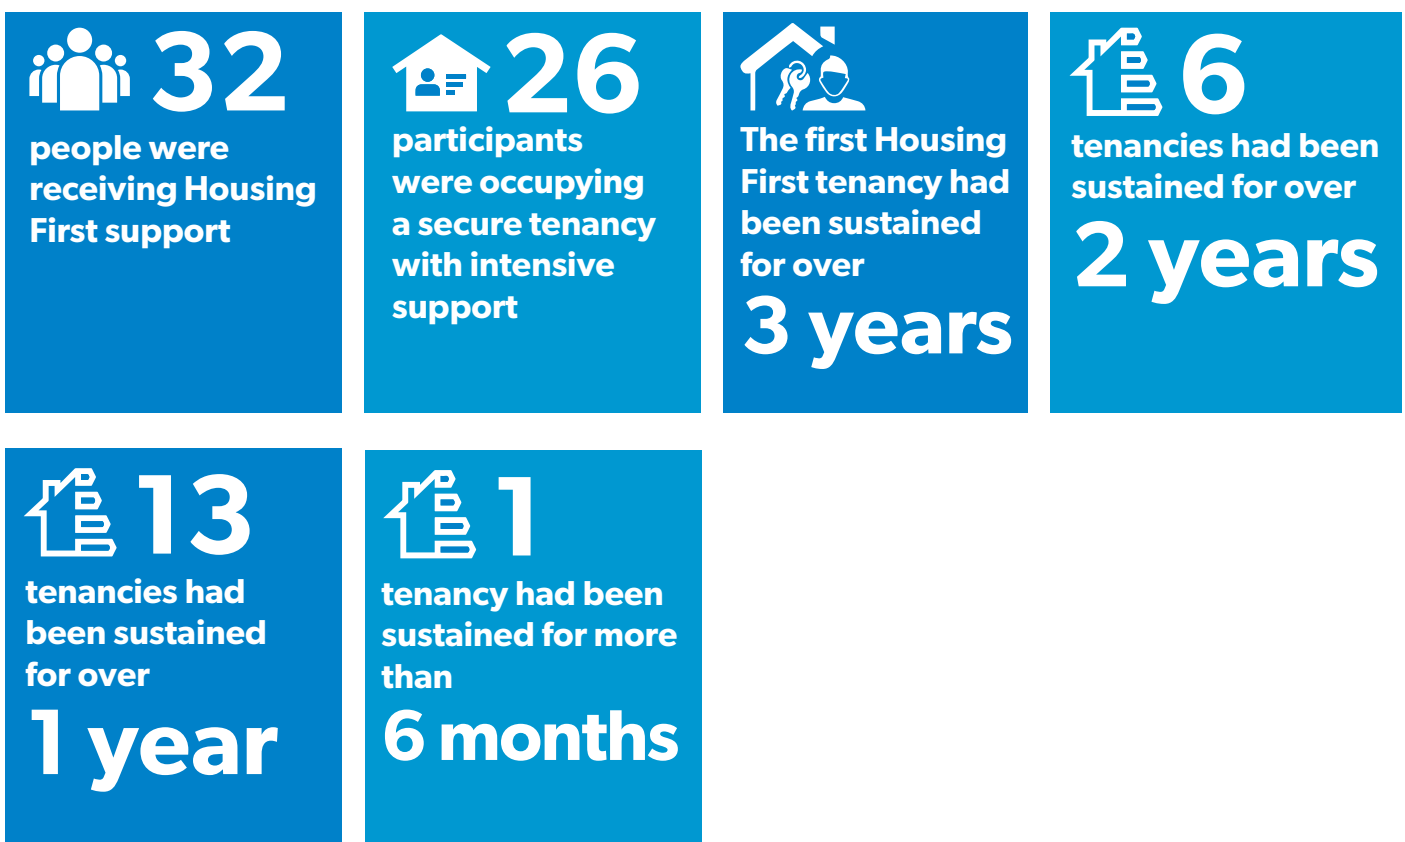 32
people were
receiving Housing
First support
26
participants
were occupying
a secure tenancy
with intensive
support
The first Housing
First tenancy had
been sustained
for over
3 years
6
tenancies had been
sustained for over
2 years
13
tenancies had
been sustained
for over
1 year
1
tenancy had been
sustained for more
than
6 months